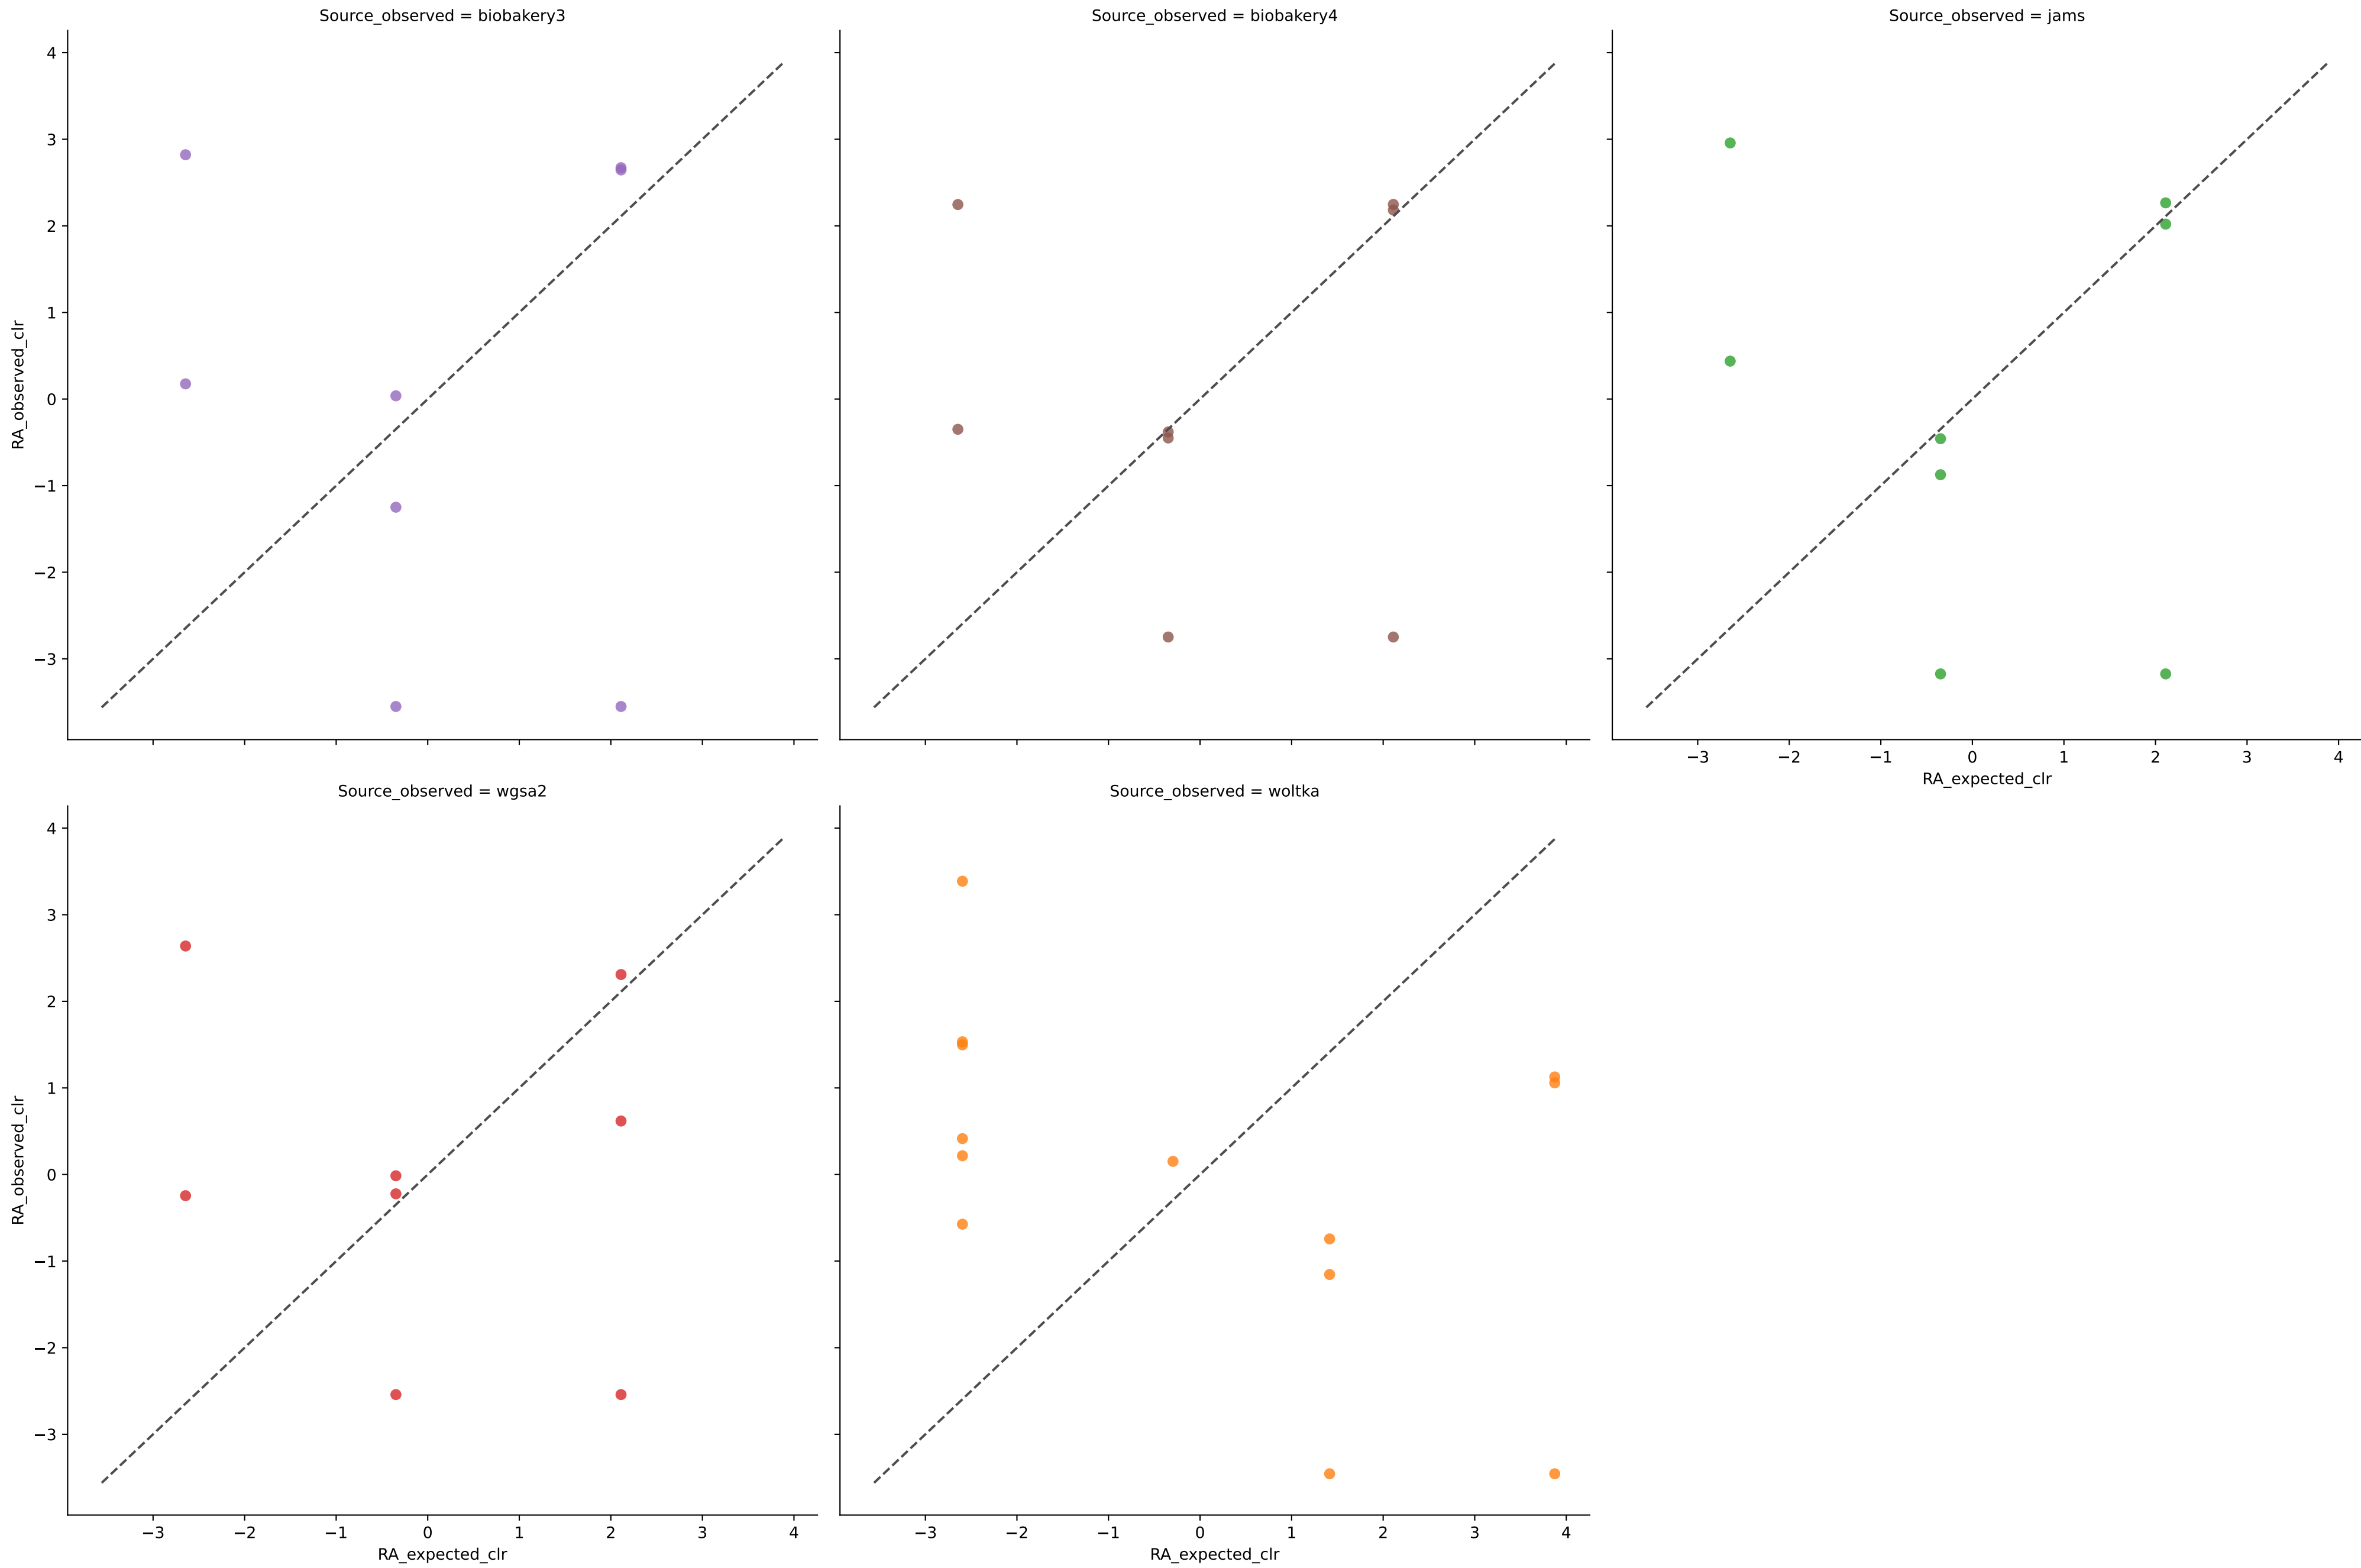 Source_observed = biobakery3
Source_observed = biobakery4
Source_observed = jams
4
3
2
1
0
−1
−2
−3
RA_observed_clr
−3 −2 −1 0 1 2 3 4
RA_expected_clr
Source_observed = wgsa2
Source_observed = woltka
4
3
2
1
0
−1
−2
−3
RA_observed_clr
−3 −2 −1 0 1 2 3 4
−3 −2 −1 0 1 2 3 4
RA_expected_clr
RA_expected_clr